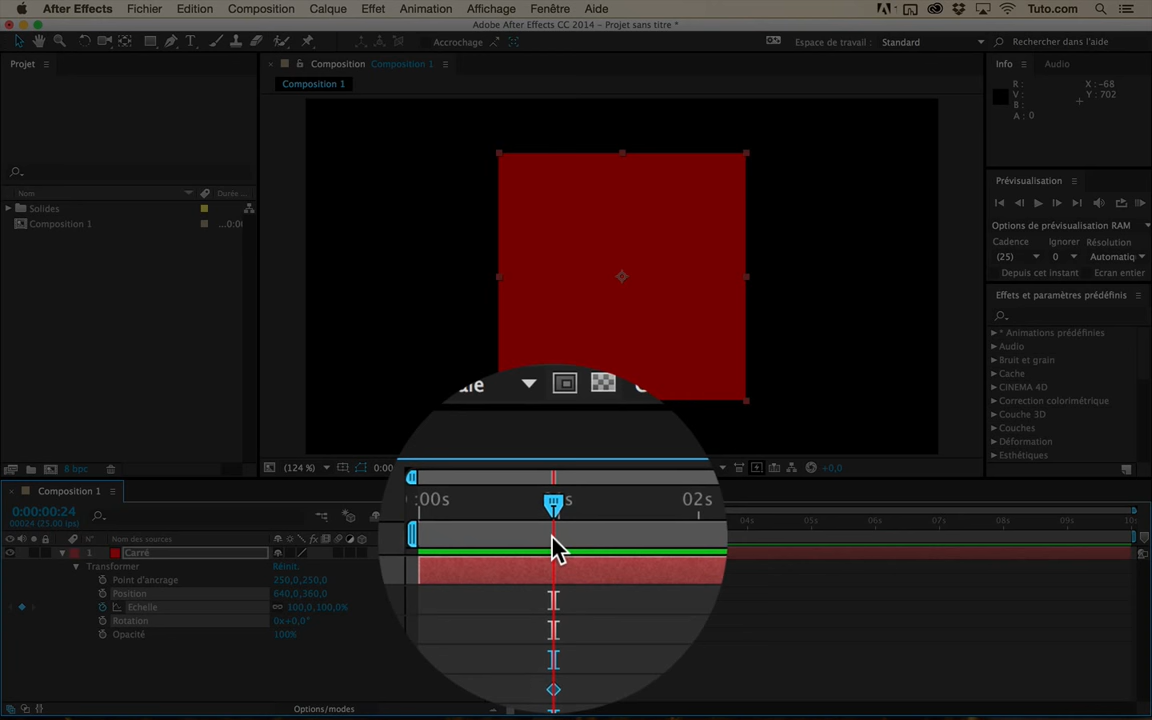 After Effects Fichier Edition Composition Calque Effet Animation Affichage Fenêtre Aide Tuto.com
Adobe After Effects CC 2014 – Projet sans titre *
Accrochage Espace de travail : Standard Rechercher dans l'aide
Projet Composition Composition 1 Info Audio
Composition 1
R : X : -68
V : Y : 702
B :
A : 0
Prévisualisation
Nom Durée ...
Solides
Composition 1 ...0:00
Options de prévisualisation RAM
Cadence Ignorer Résolution
(25) 0 Automatiq
Depuis cet instant Ecran entier
Effets et paramètres prédéfinis
* Animations prédéfinies
Audio
Bruit et grain
Cache
CINEMA 4D
Correction colorimétrique
Couche 3D
Couches
Déformation
Esthétiques
8 bpc (124 %) 0:00 +0,0
Composition 1
0:00:00:24
00024 (25.00 ips)
:00s 02s 04s 05s 06s 07s 08s 09s 10s
N° Nom des sources
1 Carré
Transformer Réinit.
Point d'ancrage 250,0,250,0
Position 640,0,360,0
Echelle 100,0,100,0%
Rotation 0x+0,0°
Opacité 100%
Options/modes